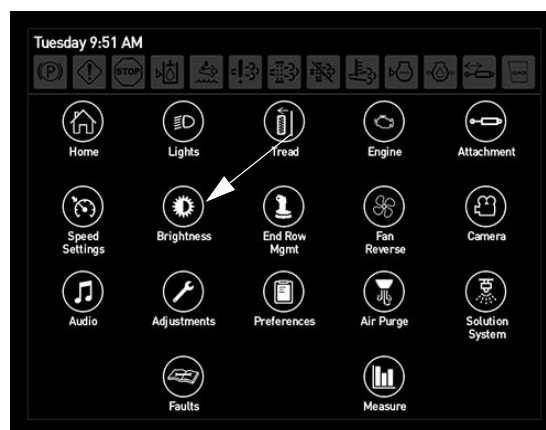 Tuesday 9:51 AM
(P) STOP
Home Lights Tread Engine Attachment
Speed Brightness End Row Fan Camera
Settings Mgmt Reverse
Audio Adjustments Preferences Air Purge Solution
System
Faults Measure